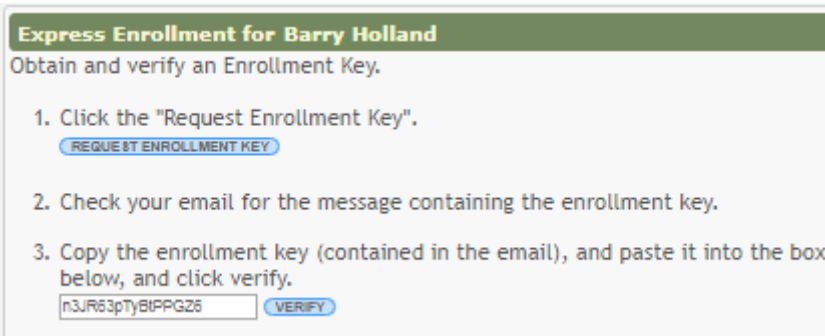 Express Enrollment for Barry Holland
Obtain and verify an Enrollment Key.
1. Click the "Request Enrollment Key".
REQUEST ENROLLMENT KEY
2. Check your email for the message containing the enrollment key.
3. Copy the enrollment key (contained in the email), and paste it into the box
below, and click verify.
n3JR63pTyBtPPGZ6 VERIFY